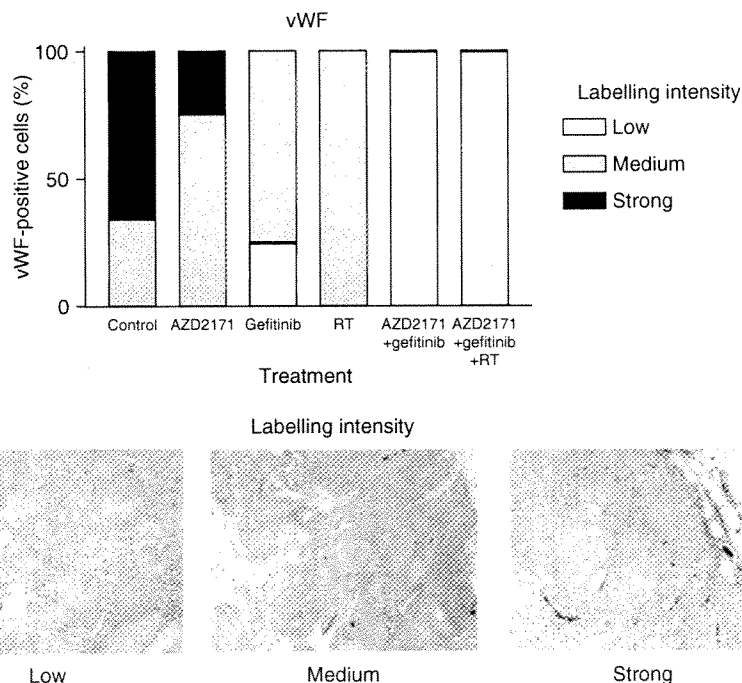 vWF
vWF-positive cells (%)
100
50
0
Control
AZD2171
Gefitinib
RT
AZD2171
+gefitinib
AZD2171
+gefitinib
+RT
Treatment
Labelling intensity
Low
Medium
Strong
Labelling intensity
Low
Medium
Strong